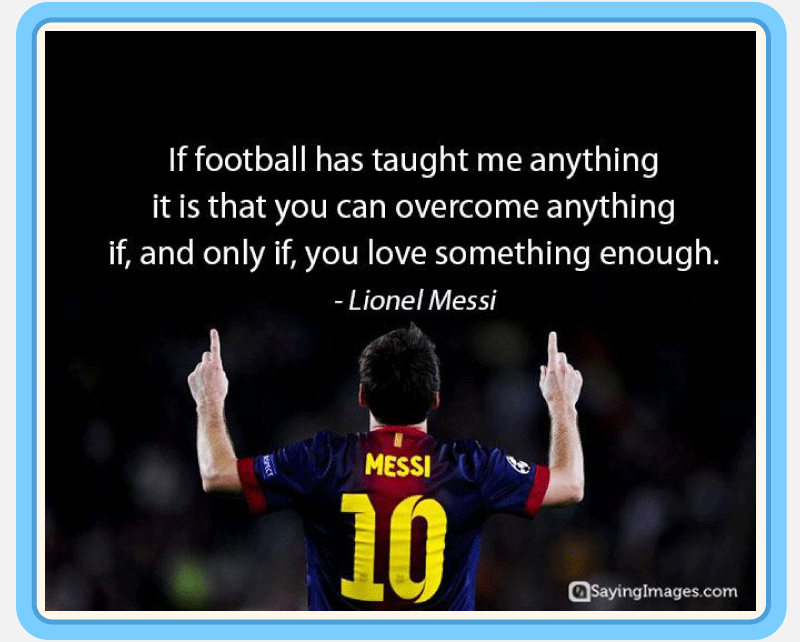 If football has taught me anything
it is that you can overcome anything
if, and only if, you love something enough.
- Lionel Messi
RESPECT
MESSI
10
SayingImages.com